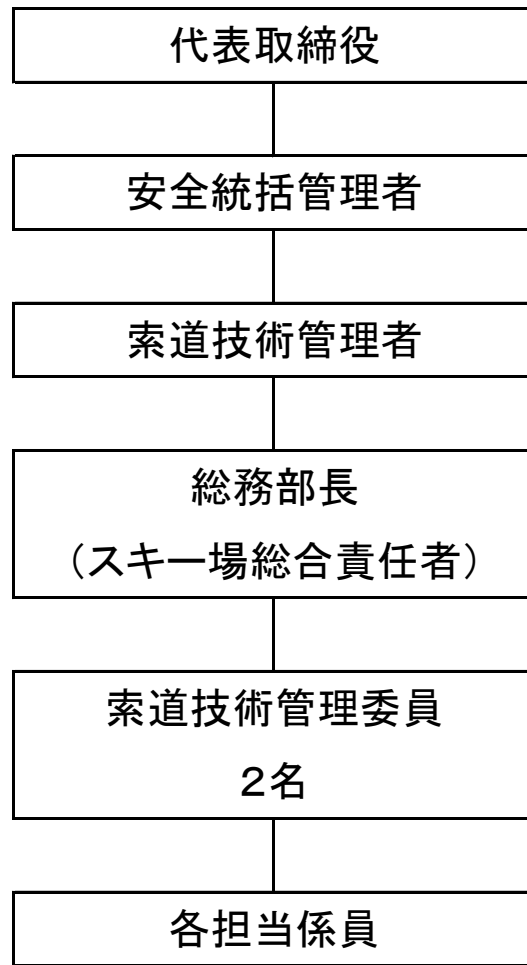 代表取締役
安全統括管理者
索道技術管理者
総務部長
（スキー場総合責任者）
索道技術管理委員
２名
各担当係員